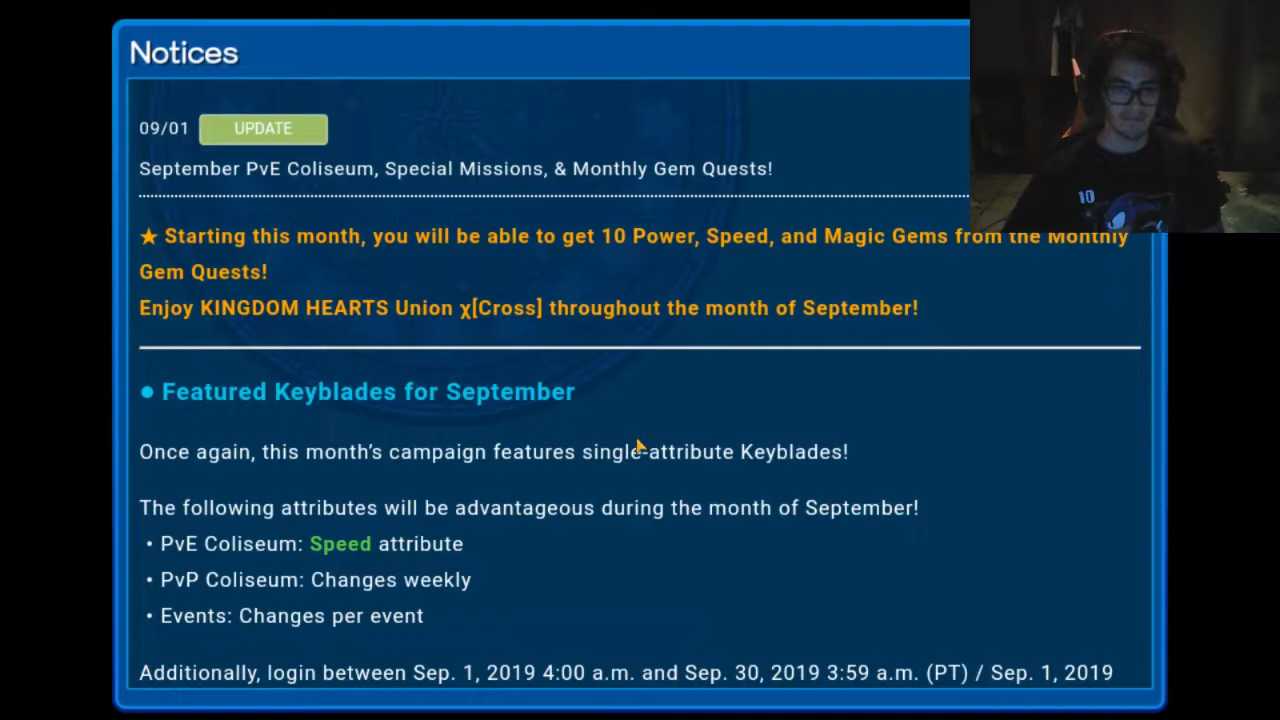 Notices
09/01 UPDATE
September PvE Coliseum, Special Missions, & Monthly Gem Quests!
★ Starting this month, you will be able to get 10 Power, Speed, and Magic Gems from the Monthly
Gem Quests!
Enjoy KINGDOM HEARTS Union χ[Cross] throughout the month of September!
● Featured Keyblades for September
Once again, this month's campaign features single-attribute Keyblades!
The following attributes will be advantageous during the month of September!
・PvE Coliseum: Speed attribute
・PvP Coliseum: Changes weekly
・Events: Changes per event
Additionally, login between Sep. 1, 2019 4:00 a.m. and Sep. 30, 2019 3:59 a.m. (PT) / Sep. 1, 2019
10